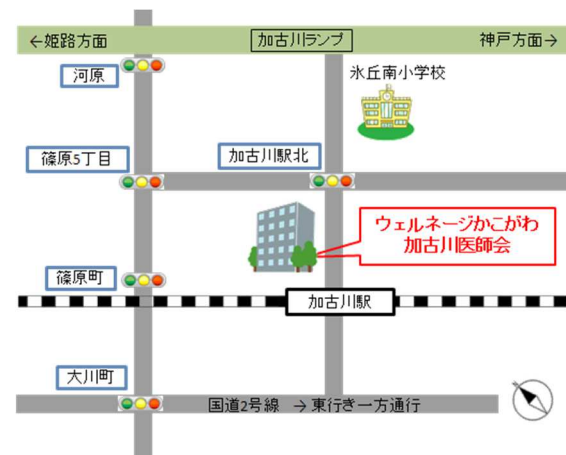 ←姫路方面
加古川ランプ
神戸方面→
河原
氷丘南小学校
篠原5丁目
加古川駅北
ウェルネージかこがわ
加古川医師会
篠原町
加古川駅
大川町
国道2号線 →東行き一方通行